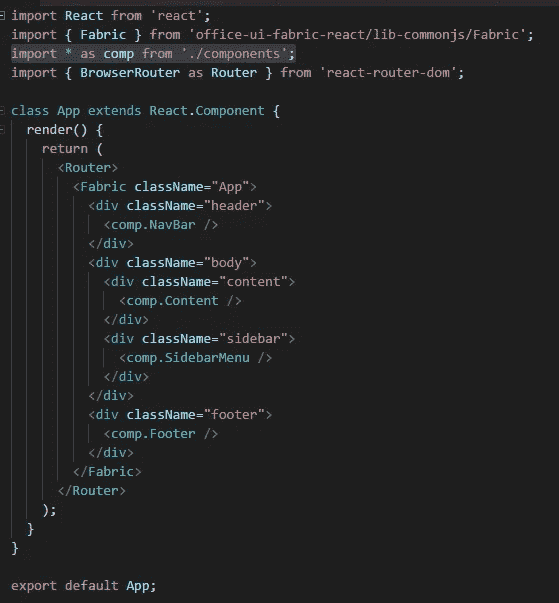 import React from 'react';
import { Fabric } from 'office-ui-fabric-react/lib-commonjs/Fabric';
import * as comp from './components';
import { BrowserRouter as Router } from 'react-router-dom';

class App extends React.Component {
  render() {
    return (
      <Router>
        <Fabric className="App">
          <div className="header">
            <comp.NavBar />
          </div>
          <div className="body">
            <div className="content">
              <comp.Content />
            </div>
            <div className="sidebar">
              <comp.SidebarMenu />
            </div>
          </div>
          <div className="footer">
            <comp.Footer />
          </div>
        </Fabric>
      </Router>
    );
  }
}

export default App;